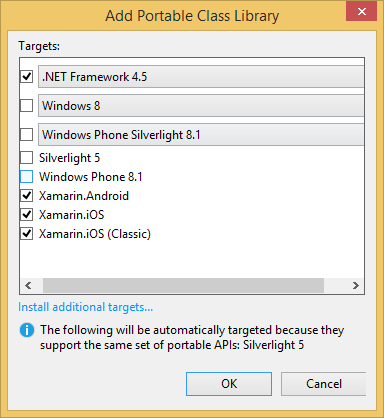 Add Portable Class Library
Targets:
.NET Framework 4.5
Windows 8
Windows Phone Silverlight 8.1
Silverlight 5
Windows Phone 8.1
Xamarin.Android
Xamarin.iOS
Xamarin.iOS (Classic)
Install additional targets...
The following will be automatically targeted because they
support the same set of portable APIs: Silverlight 5
OK
Cancel